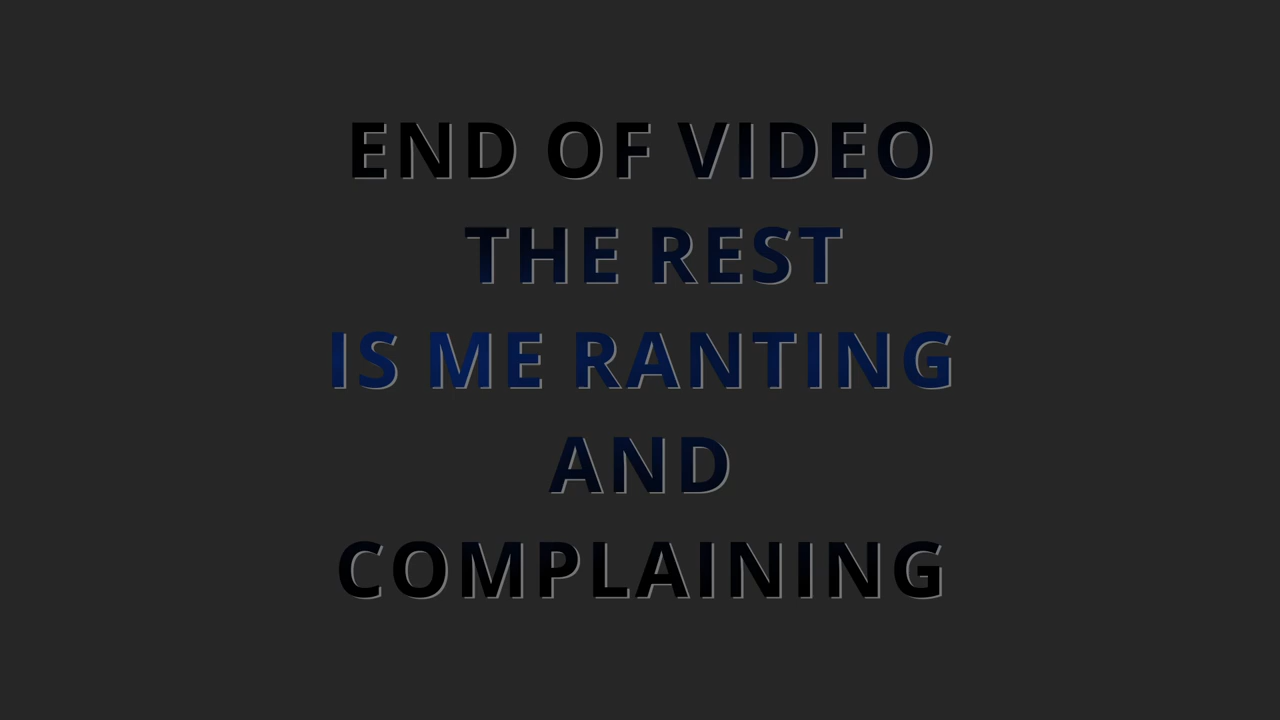 END OF VIDEO
THE REST
IS ME RANTING
AND
COMPLAINING